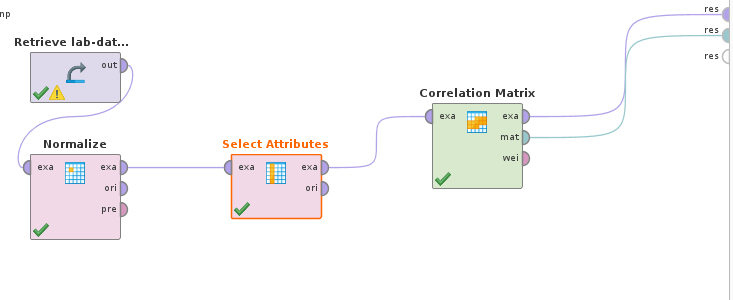 np
Retrieve lab-dat...
out
Normalize
exa
exa
ori
pre
Select Attributes
exa
exa
ori
Correlation Matrix
exa
exa
mat
wei
res
res
res